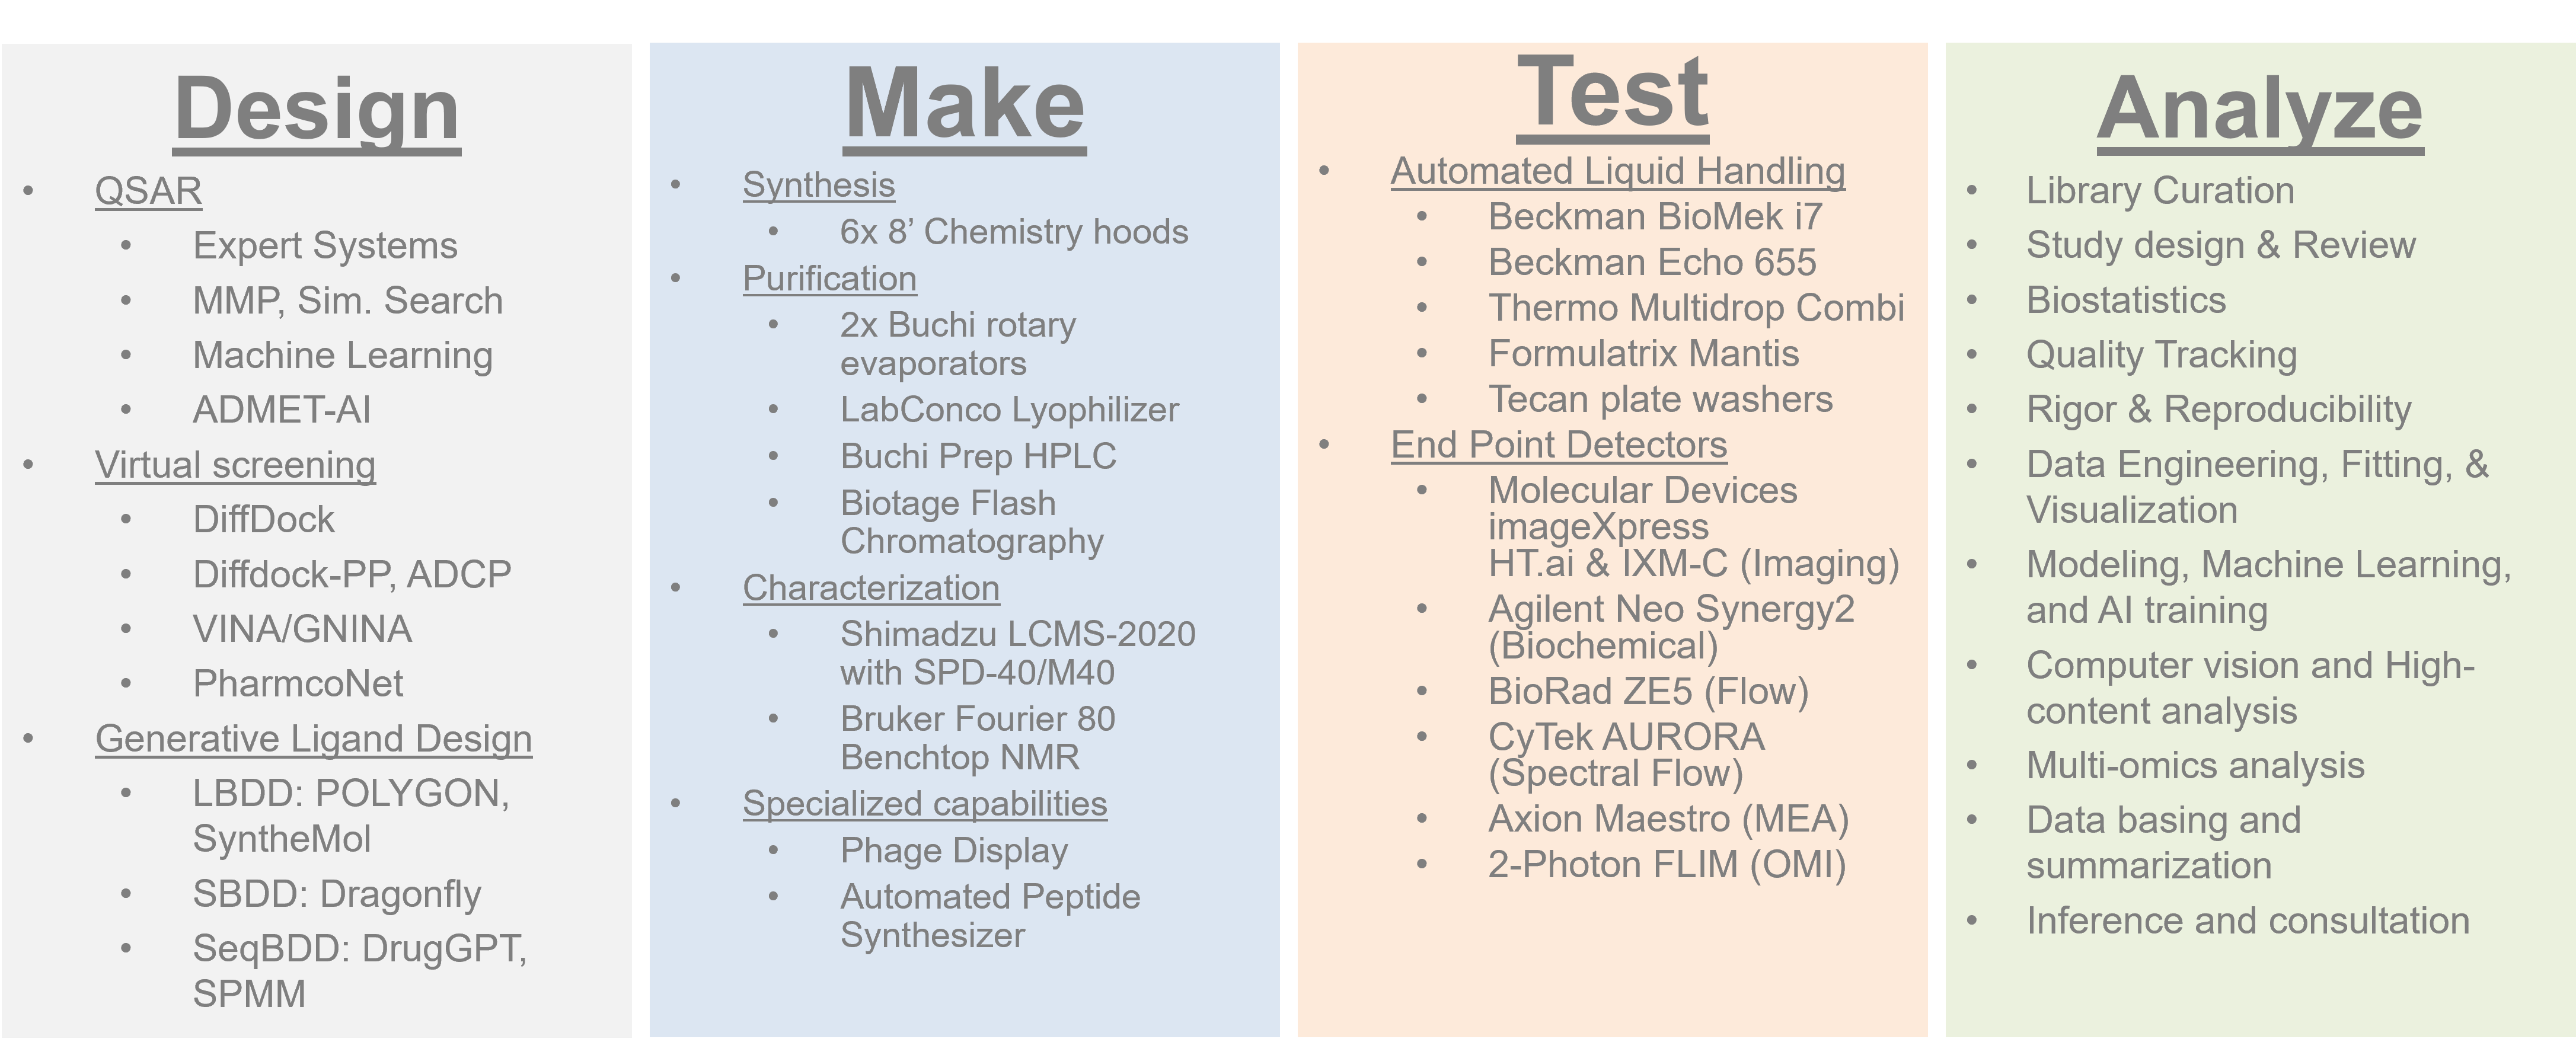 Design
• QSAR
• Expert Systems
• MMP, Sim. Search
• Machine Learning
• ADMET-AI
• Virtual screening
• DiffDock
• Diffdock-PP, ADCP
• VINA/GNINA
• PharmcoNet
• Generative Ligand Design
• LBDD: POLYGON,
SyntheMol
• SBDD: Dragonfly
• SeqBDD: DrugGPT,
SPMM
Make
• Synthesis
• 6x 8’ Chemistry hoods
• Purification
• 2x Buchi rotary
evaporators
• LabConco Lyophilizer
• Buchi Prep HPLC
• Biotage Flash
Chromatography
• Characterization
• Shimadzu LCMS-2020
with SPD-40/M40
• Bruker Fourier 80
Benchtop NMR
• Specialized capabilities
• Phage Display
• Automated Peptide
Synthesizer
Test
• Automated Liquid Handling
• Beckman BioMek i7
• Beckman Echo 655
• Thermo Multidrop Combi
• Formulatrix Mantis
• Tecan plate washers
• End Point Detectors
• Molecular Devices
imageXpress
HT.ai & IXM-C (Imaging)
• Agilent Neo Synergy2
(Biochemical)
• BioRad ZE5 (Flow)
• CyTek AURORA
(Spectral Flow)
• Axion Maestro (MEA)
• 2-Photon FLIM (OMI)
Analyze
• Library Curation
• Study design & Review
• Biostatistics
• Quality Tracking
• Rigor & Reproducibility
• Data Engineering, Fitting, &
Visualization
• Modeling, Machine Learning,
and AI training
• Computer vision and High-
content analysis
• Multi-omics analysis
• Data basing and
summarization
• Inference and consultation